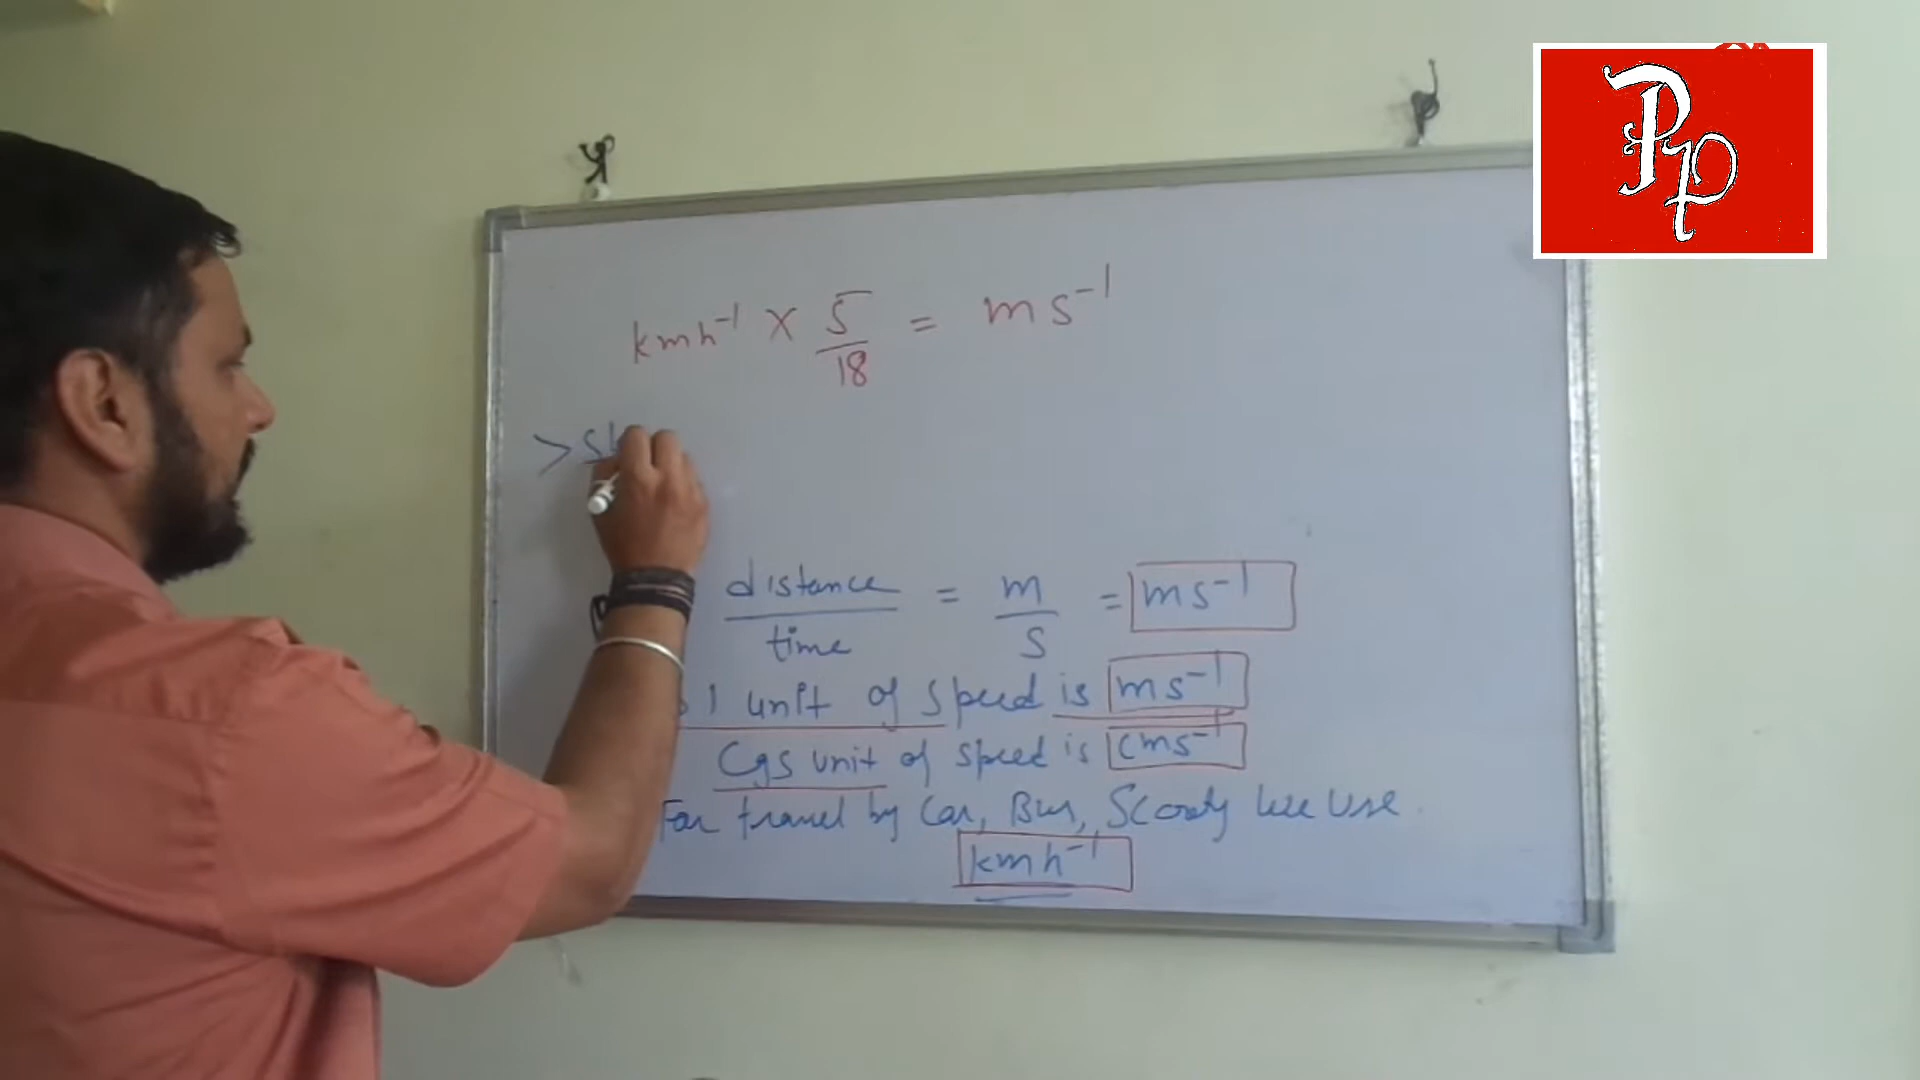 kmh⁻¹ × 5/18 = ms⁻¹
>
distance/time = m/s = ms⁻¹
unit of speed is ms⁻¹
Cgs unit of speed is cms⁻¹
For travel by Car, Bus, Scooty we use
kmh⁻¹
PP